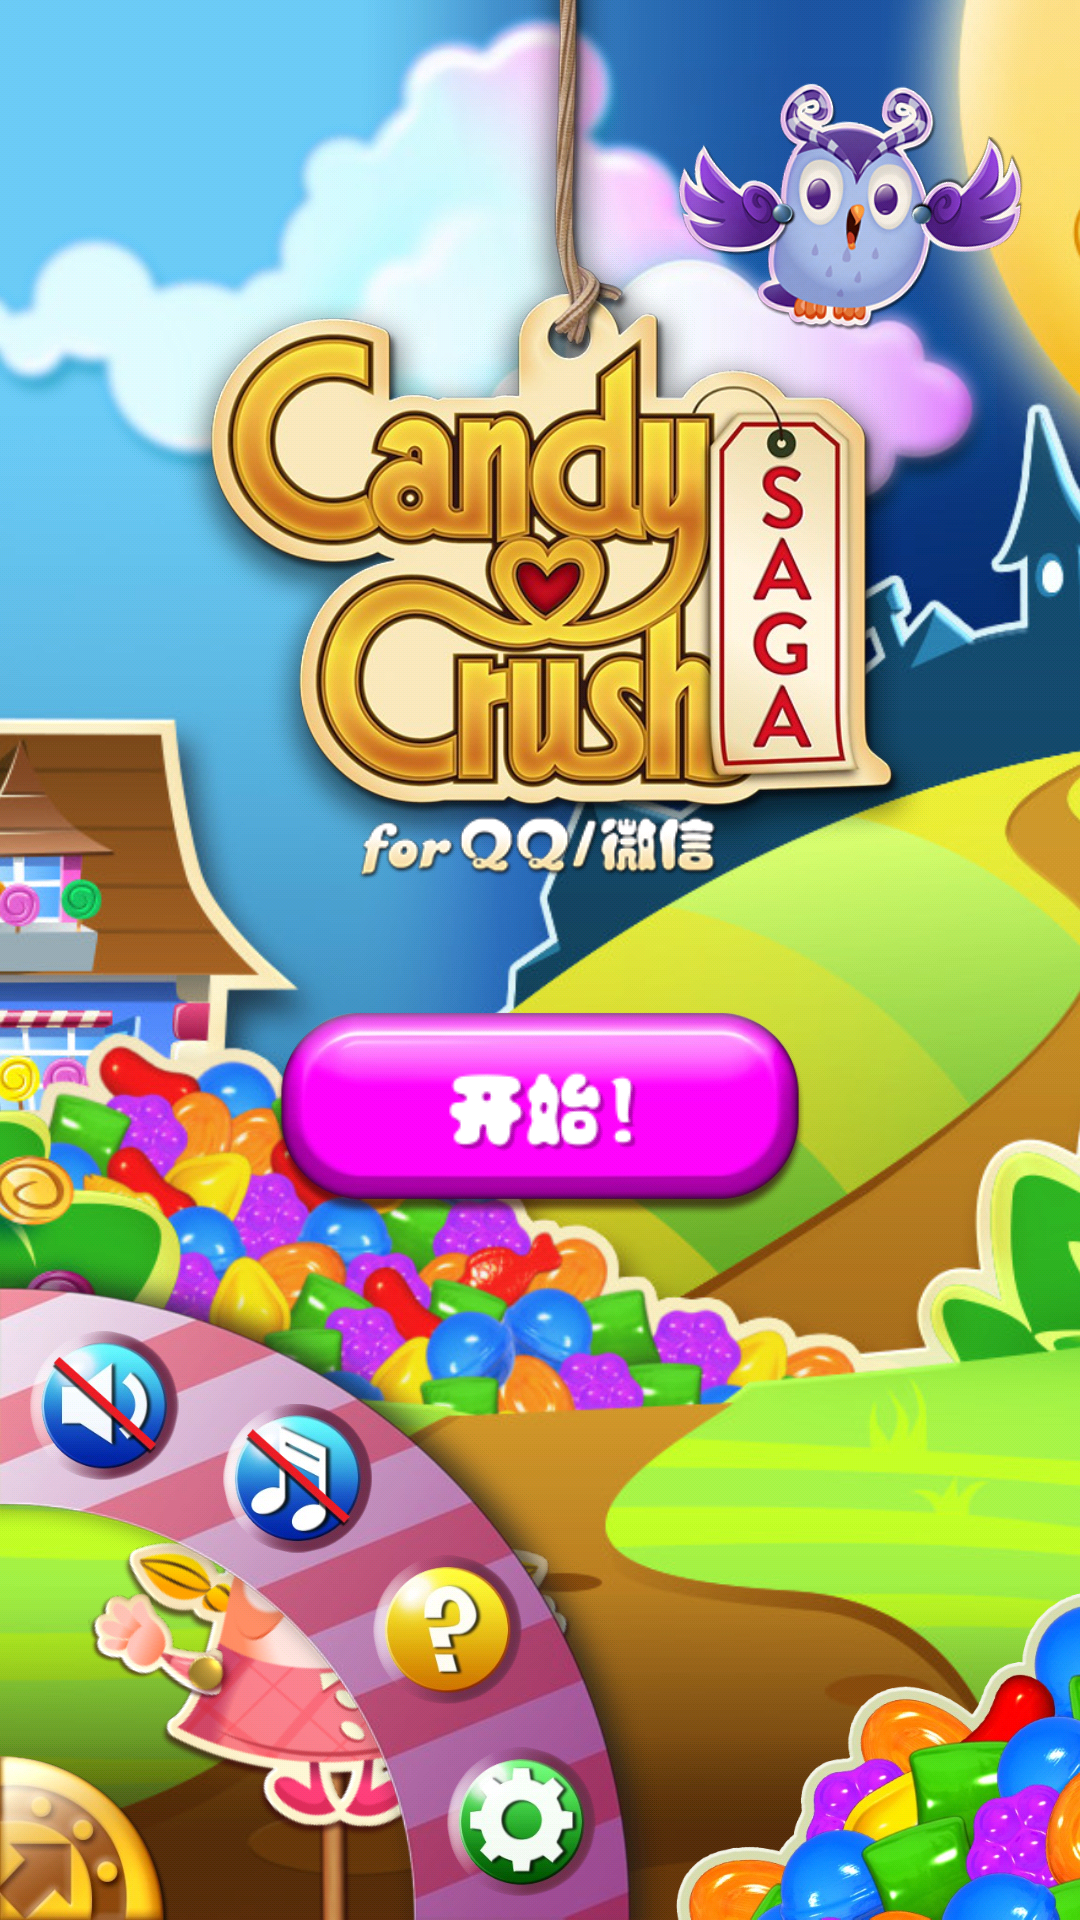 Candy
Crush
SAGA
for QQ/微信
开始!
?